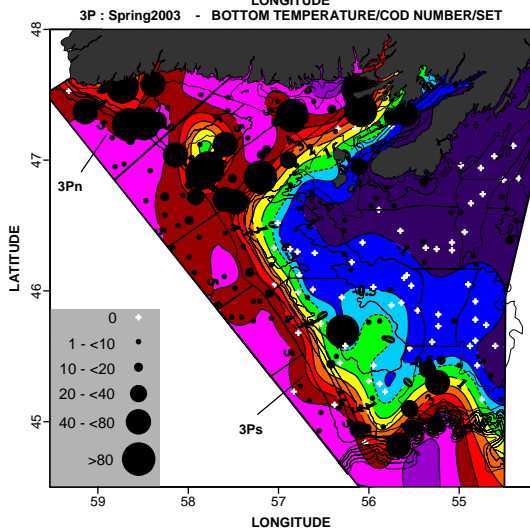 LONGITUDE
3P : Spring2003 - BOTTOM TEMPERATURE/COD NUMBER/SET
48
47
46
45
LATITUDE
3Pn
3Ps
0
1 - <10
10 - <20
20 - <40
40 - <80
>80
59 58 57 56 55
LONGITUDE